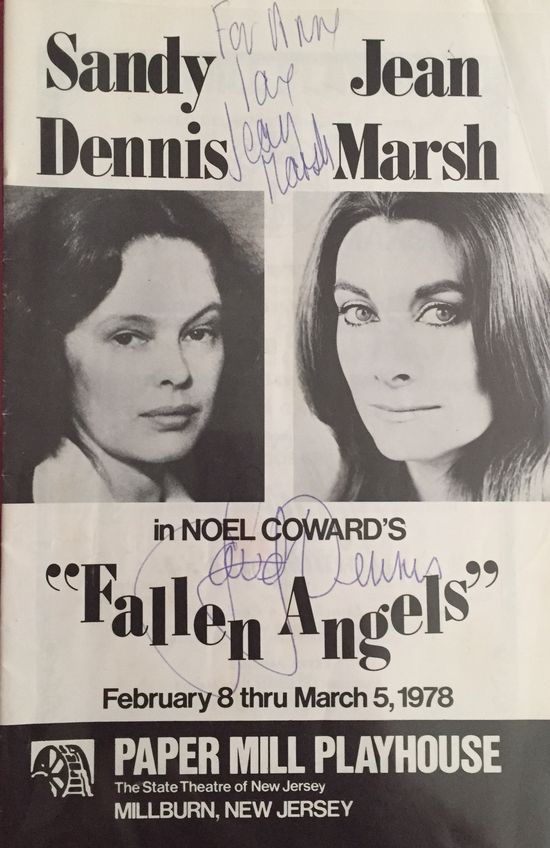 Sandy Jean
Dennis Marsh
For Ann
Jean
Marsh
in NOEL COWARD'S
Sandy Dennis
“Fallen Angels”
February 8 thru March 5, 1978
PAPER MILL PLAYHOUSE
The State Theatre of New Jersey
MILLBURN, NEW JERSEY